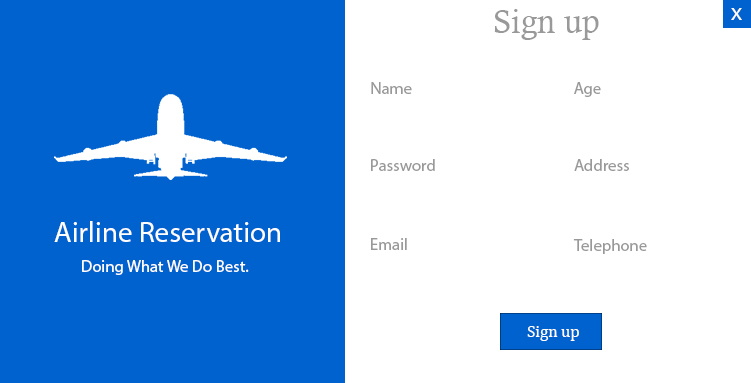 Airline Reservation
Doing What We Do Best.
Sign up
X
Name
Age
Password
Address
Email
Telephone
Sign up